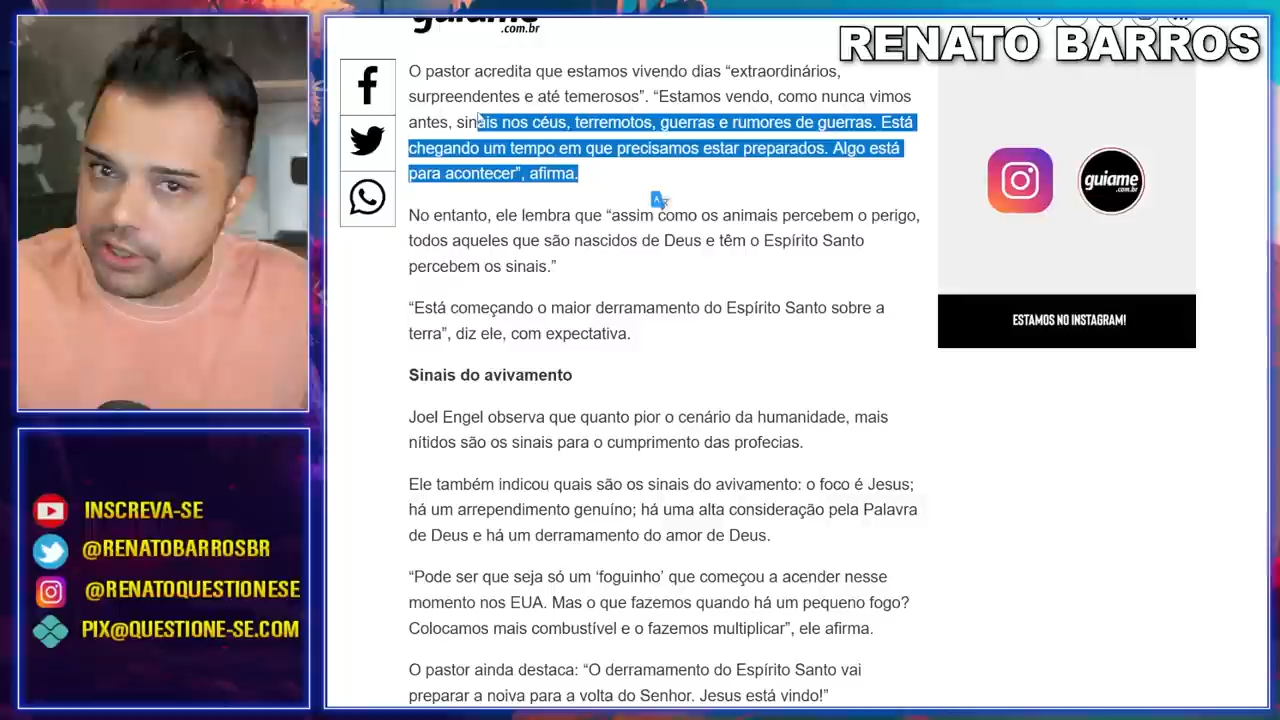 guiame
.com.br
RENATO BARROS
O pastor acredita que estamos vivendo dias “extraordinários,
surpreendentes e até temerosos”. “Estamos vendo, como nunca vimos
antes, sinais nos céus, terremotos, guerras e rumores de guerras. Está
chegando um tempo em que precisamos estar preparados. Algo está
para acontecer”, afirma.
No entanto, ele lembra que “assim como os animais percebem o perigo,
todos aqueles que são nascidos de Deus e têm o Espírito Santo
percebem os sinais.”
“Está começando o maior derramamento do Espírito Santo sobre a
terra”, diz ele, com expectativa.
Sinais do avivamento
Joel Engel observa que quanto pior o cenário da humanidade, mais
nítidos são os sinais para o cumprimento das profecias.
Ele também indicou quais são os sinais do avivamento: o foco é Jesus;
há um arrependimento genuíno; há uma alta consideração pela Palavra
de Deus e há um derramamento do amor de Deus.
“Pode ser que seja só um ‘foguinho’ que começou a acender nesse
momento nos EUA. Mas o que fazemos quando há um pequeno fogo?
Colocamos mais combustível e o fazemos multiplicar”, ele afirma.
O pastor ainda destaca: “O derramamento do Espírito Santo vai
preparar a noiva para a volta do Senhor. Jesus está vindo!”
guiame
.com.br
ESTAMOS NO INSTAGRAM!
INSCREVA-SE
@RENATOBARROSBR
@RENATOQUESTIONESE
PIX@QUESTIONE-SE.COM